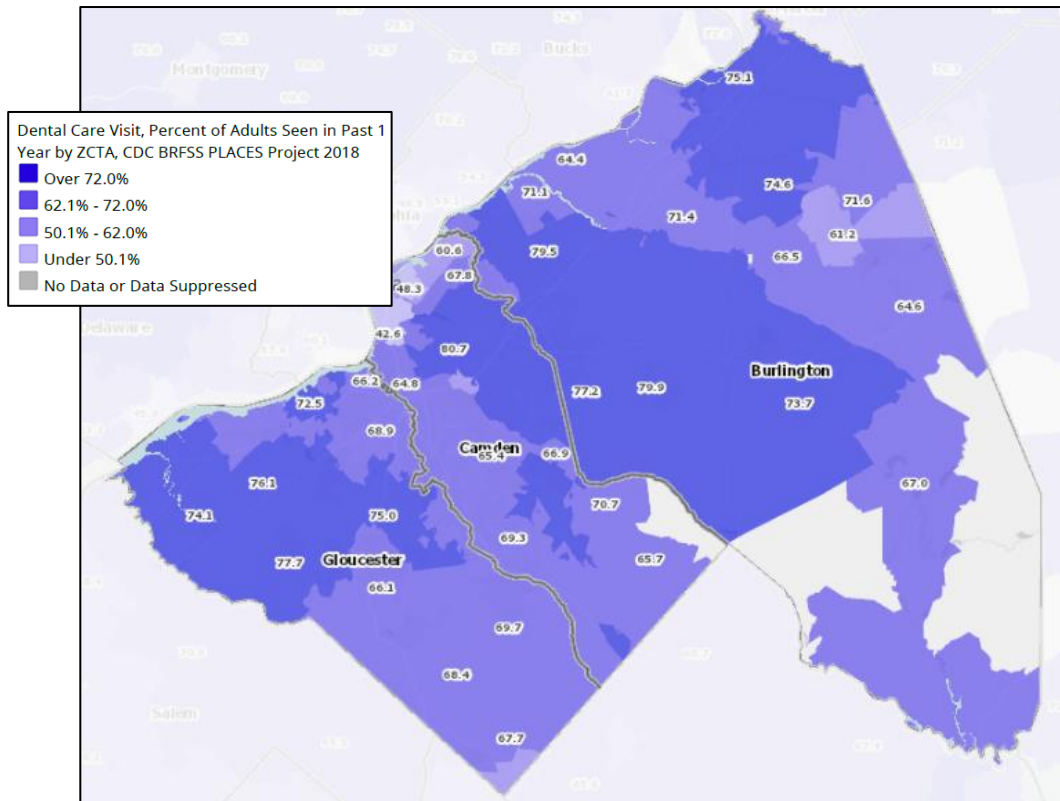 Bucks
Montgomery
Dental Care Visit, Percent of Adults Seen in Past 1
Year by ZCTA, CDC BRFSS PLACES Project 2018
Over 72.0%
62.1% - 72.0%
50.1% - 62.0%
Under 50.1%
No Data or Data Suppressed
75.1
64.4
74.6
71.1
71.6
71.4
61.2
60.6
79.5
66.5
67.8
48.3
64.6
Delaware
42.6
80.7
Burlington
66.2
64.8
77.2
79.9
73.7
72.5
68.9
Camden
65.4
66.9
76.1
67.0
70.7
74.1
75.0
69.3
77.7
Gloucester
65.7
66.1
69.7
68.4
Salem
67.7